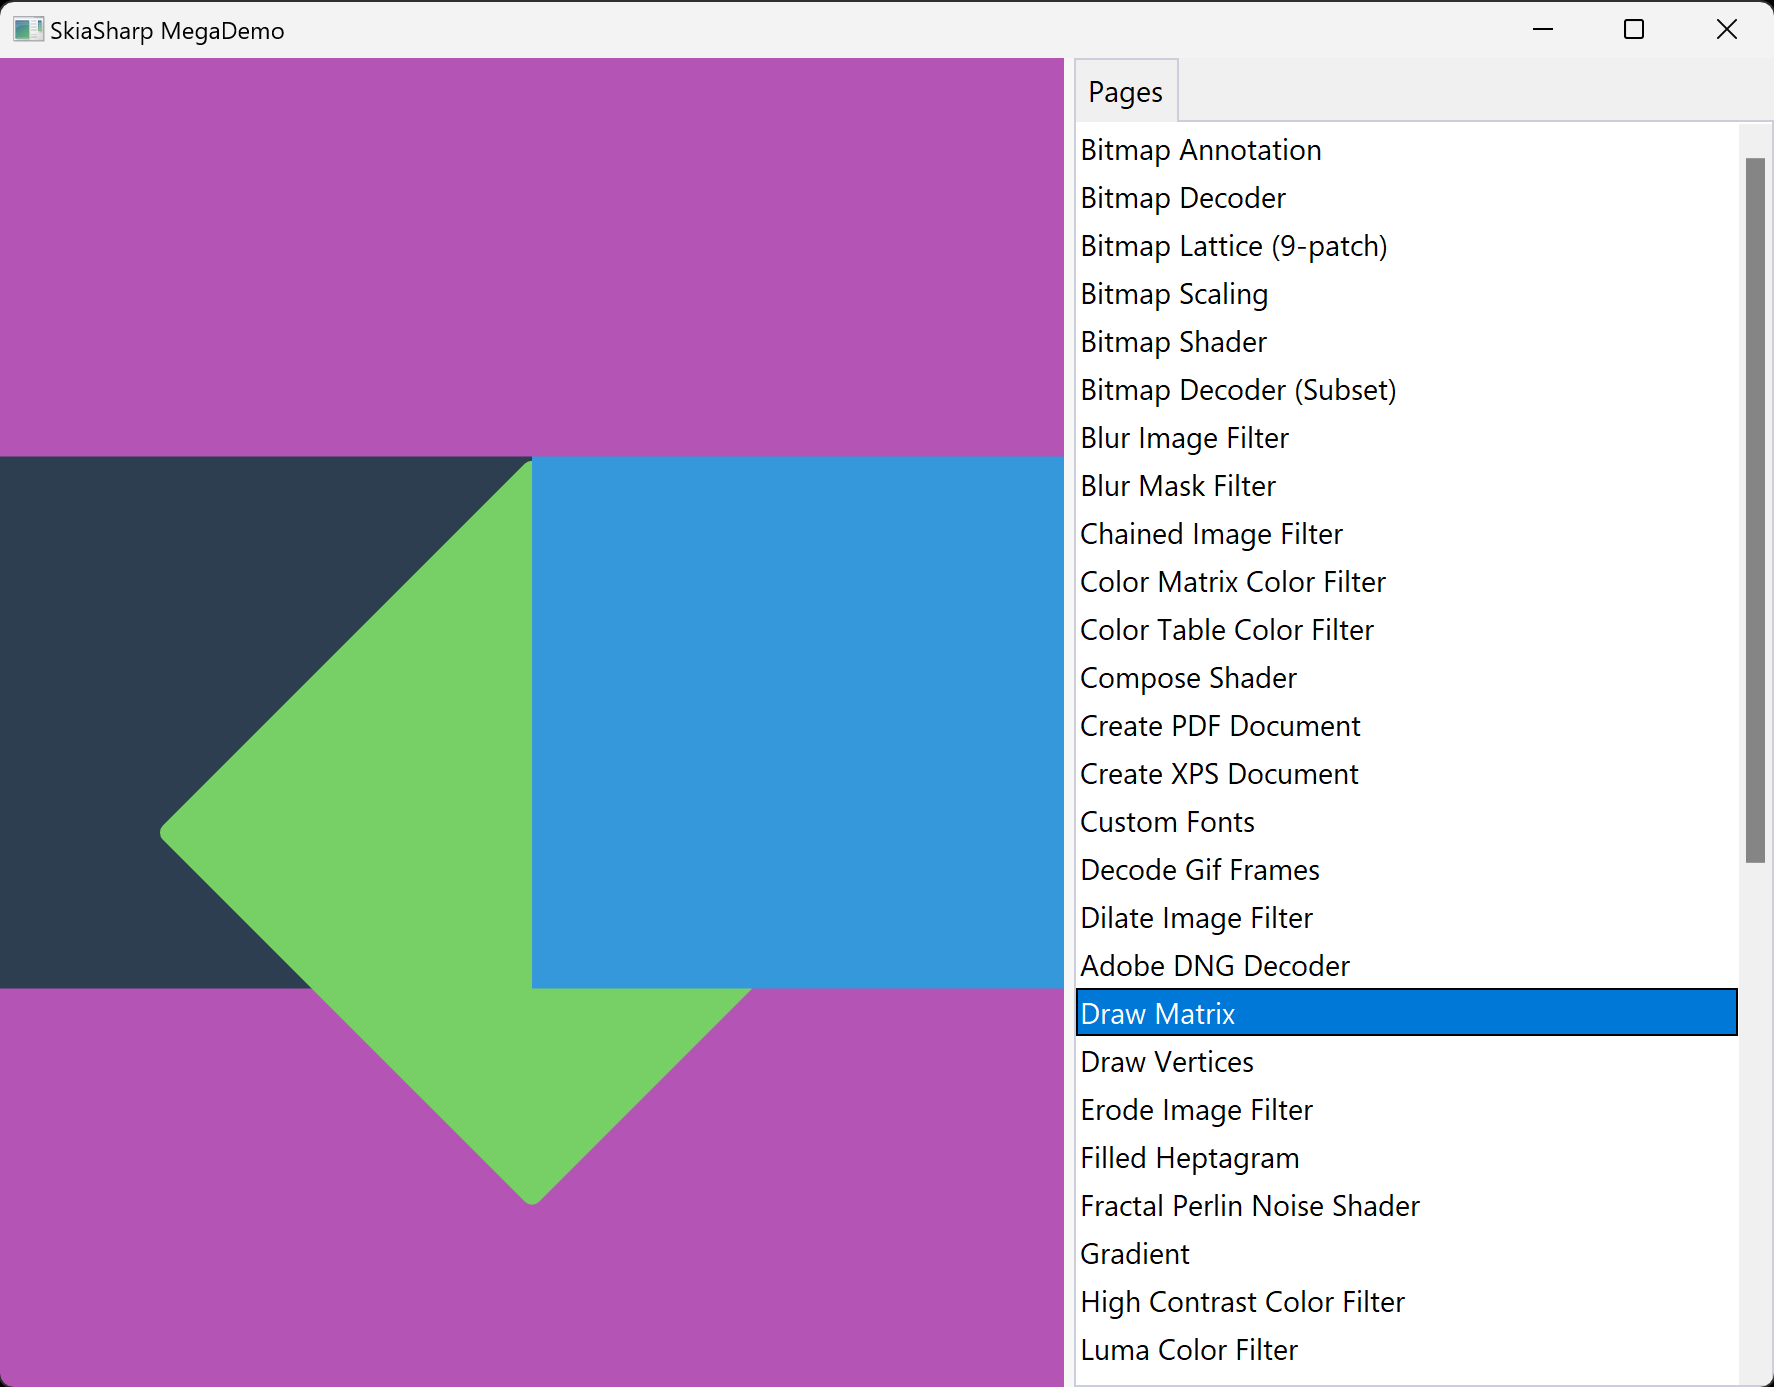 SkiaSharp MegaDemo
Pages
Bitmap Annotation
Bitmap Decoder
Bitmap Lattice (9-patch)
Bitmap Scaling
Bitmap Shader
Bitmap Decoder (Subset)
Blur Image Filter
Blur Mask Filter
Chained Image Filter
Color Matrix Color Filter
Color Table Color Filter
Compose Shader
Create PDF Document
Create XPS Document
Custom Fonts
Decode Gif Frames
Dilate Image Filter
Adobe DNG Decoder
Draw Matrix
Draw Vertices
Erode Image Filter
Filled Heptagram
Fractal Perlin Noise Shader
Gradient
High Contrast Color Filter
Luma Color Filter